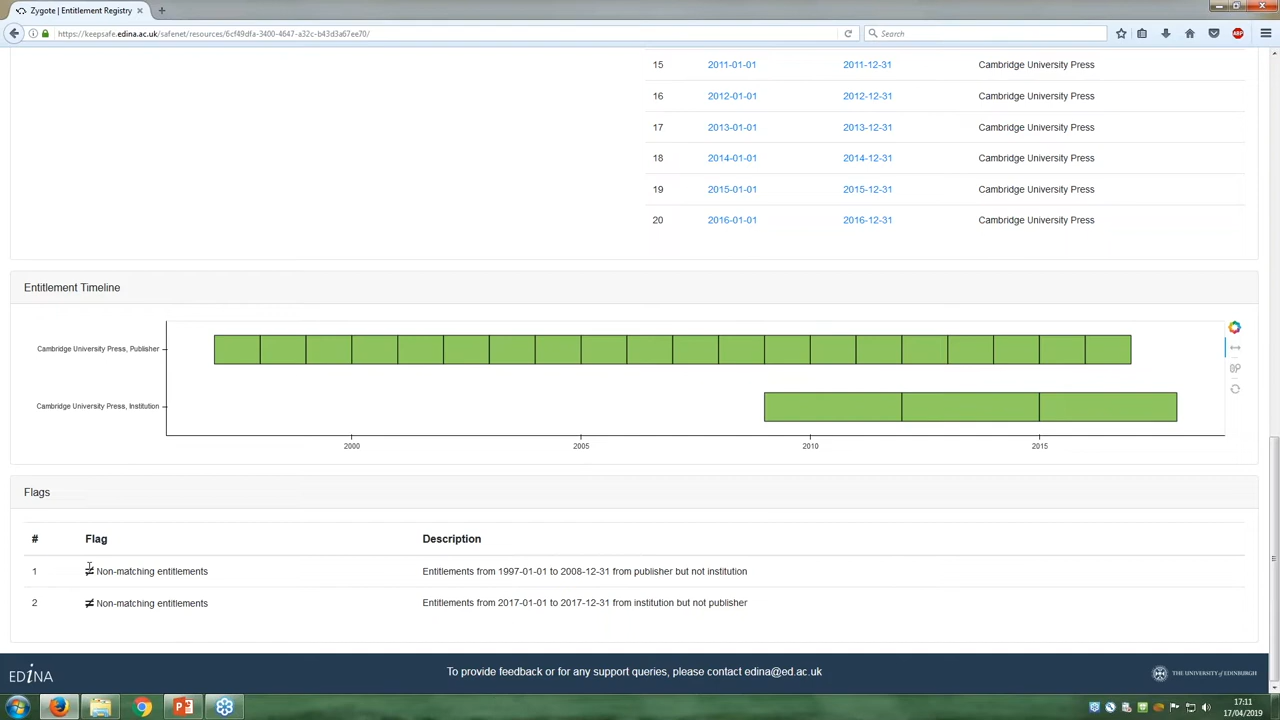 Zygote | Entitlement Registry
https://keepsafe.edina.ac.uk/safenet/resources/6cf49dfa-3400-4647-a32c-b43d3a67ee70/
Search
ABP
15 2011-01-01 2011-12-31 Cambridge University Press
16 2012-01-01 2012-12-31 Cambridge University Press
17 2013-01-01 2013-12-31 Cambridge University Press
18 2014-01-01 2014-12-31 Cambridge University Press
19 2015-01-01 2015-12-31 Cambridge University Press
20 2016-01-01 2016-12-31 Cambridge University Press
Entitlement Timeline
Cambridge University Press, Publisher
Cambridge University Press, Institution
2000 2005 2010 2015
Flags
# Flag Description
1 ≠ Non-matching entitlements Entitlements from 1997-01-01 to 2008-12-31 from publisher but not institution
2 ≠ Non-matching entitlements Entitlements from 2017-01-01 to 2017-12-31 from institution but not publisher
EDINA To provide feedback or for any support queries, please contact edina@ed.ac.uk THE UNIVERSITY OF EDINBURGH
17:11
17/04/2019